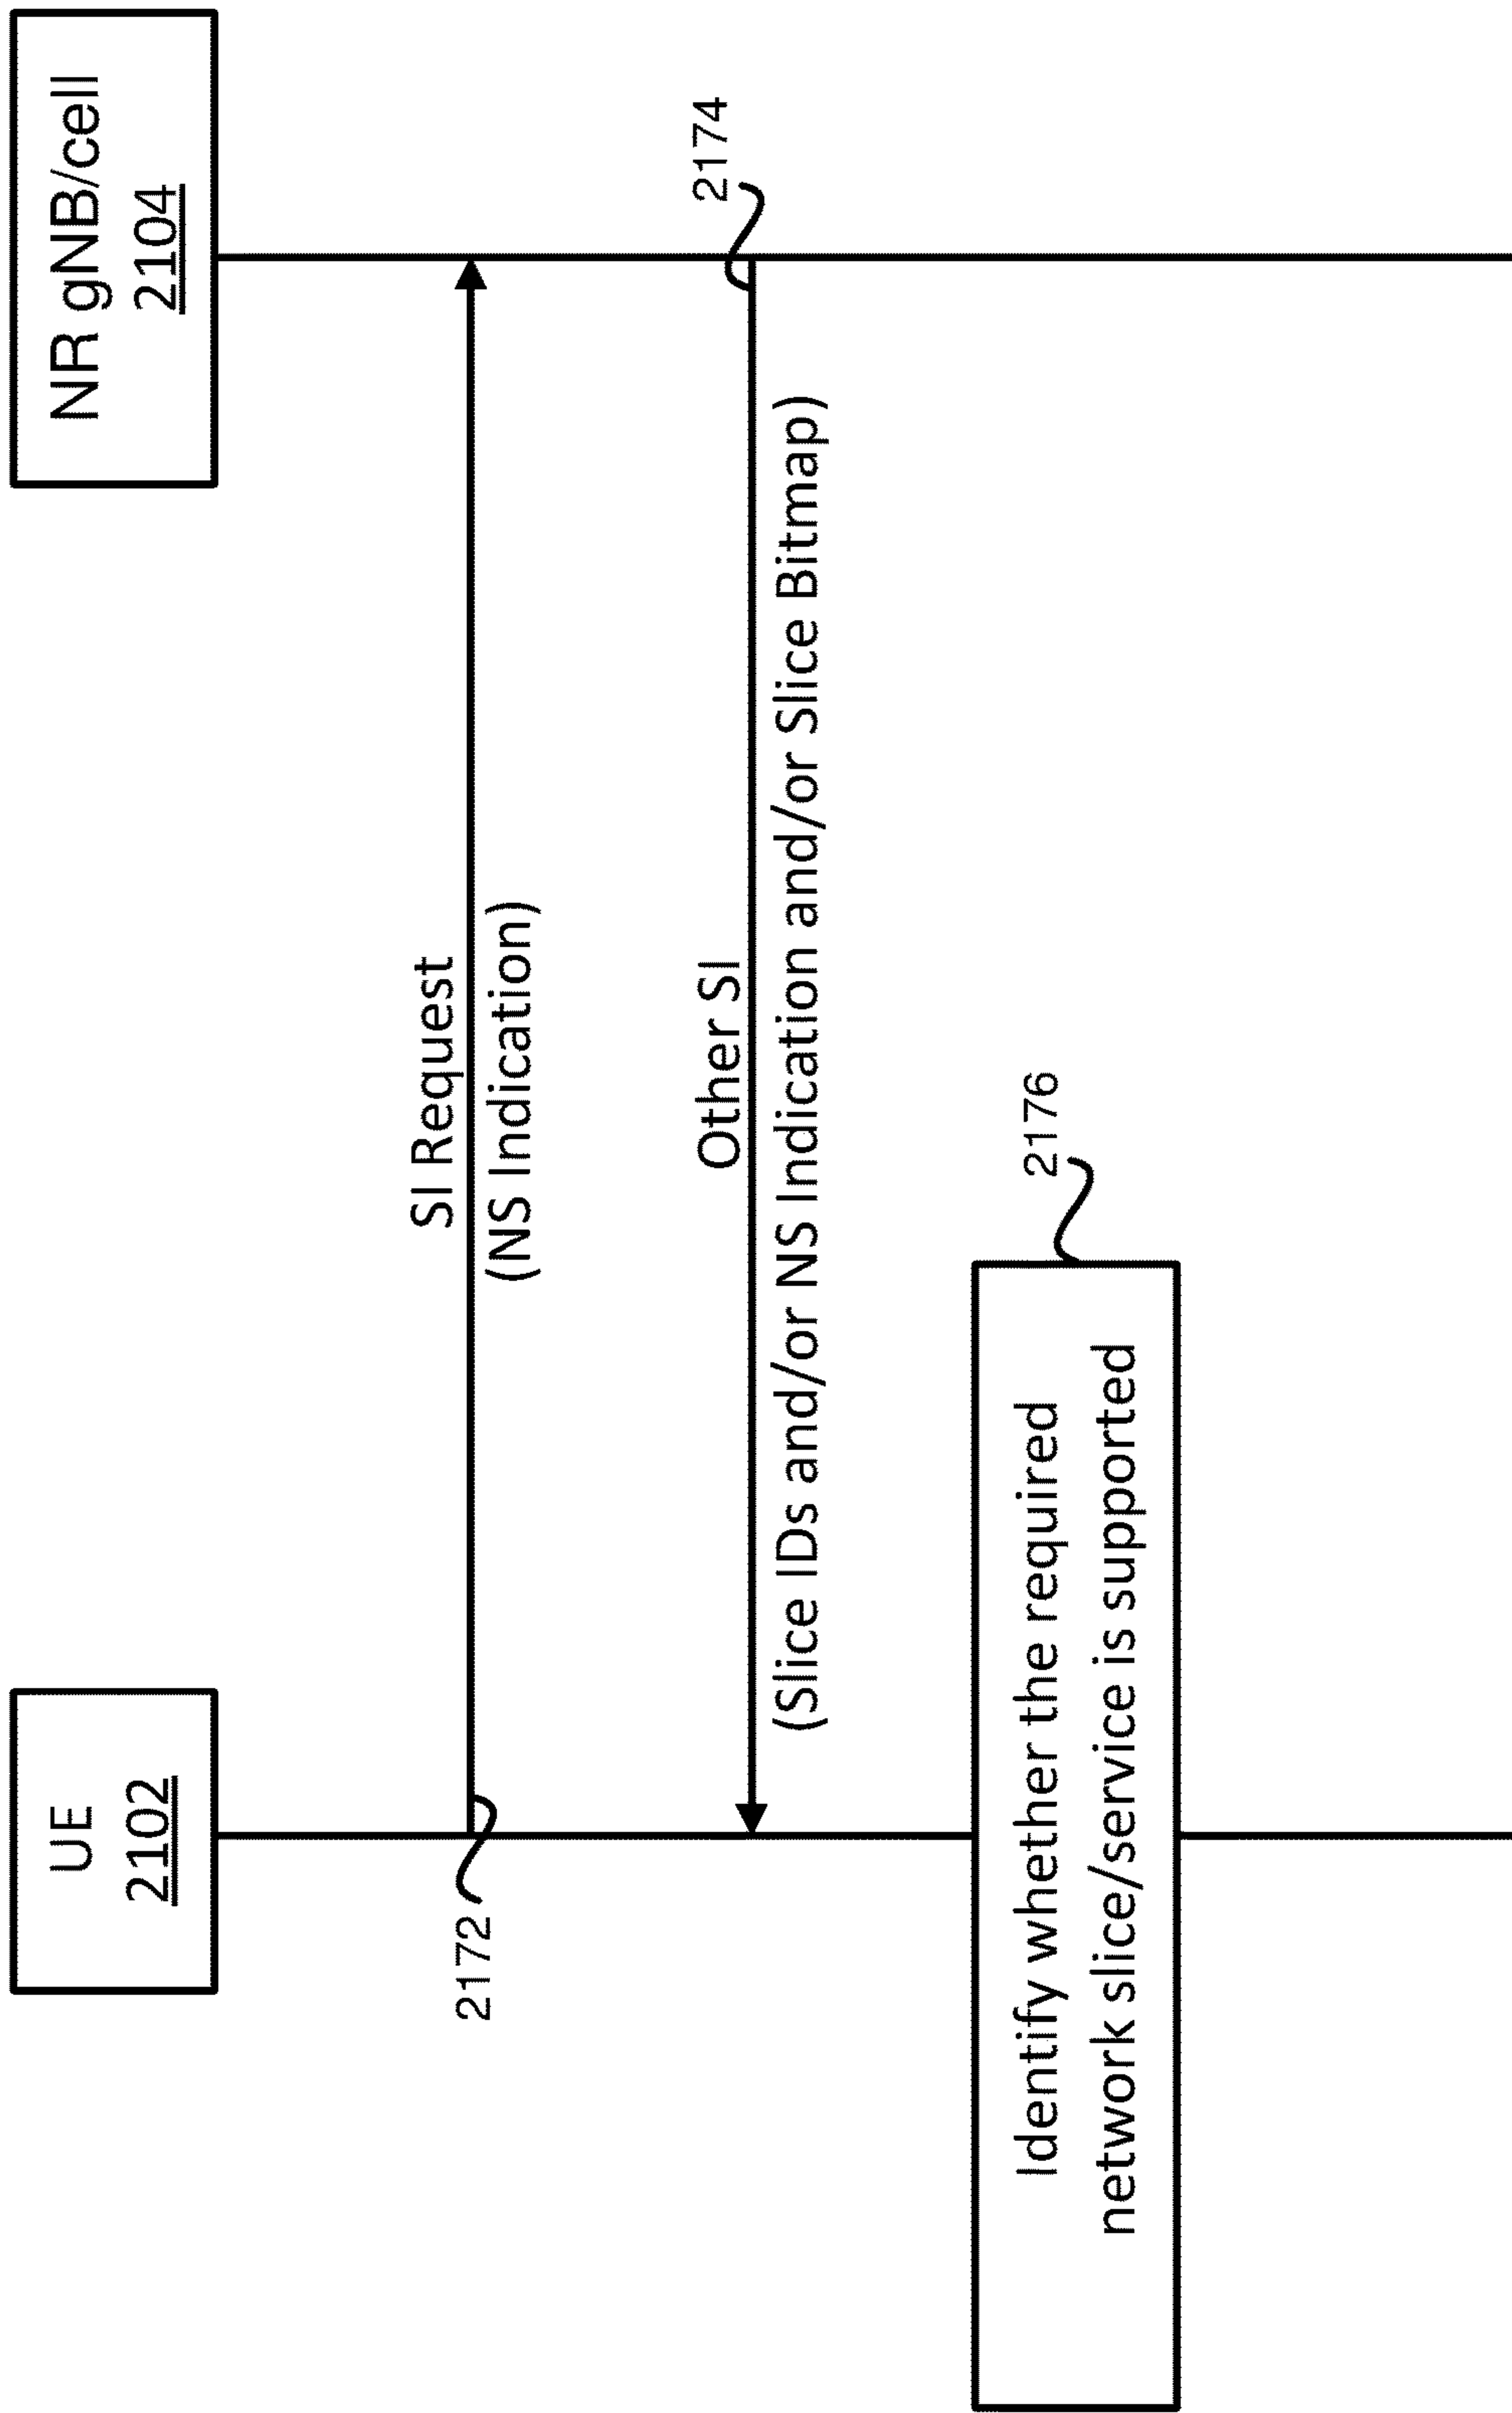 UE
2102
NR gNB/cell
2104
SI Request
(NS Indication)
2172
2174
Other SI
(Slice IDs and/or NS Indication and/or Slice Bitmap)
2176
Identify whether the required
network slice/service is supported